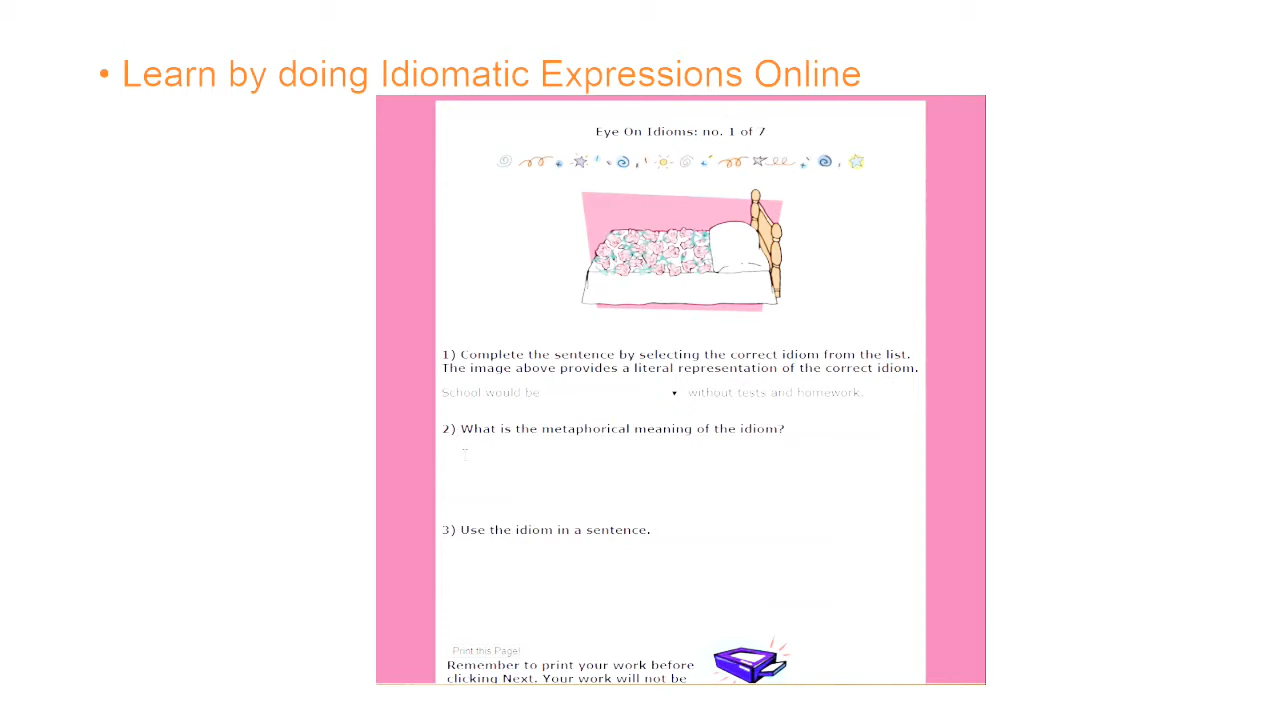 • Learn by doing Idiomatic Expressions Online
Eye On Idioms: no. 1 of 7
1) Complete the sentence by selecting the correct idiom from the list.
The image above provides a literal representation of the correct idiom.
School would be ▼ without tests and homework.
2) What is the metaphorical meaning of the idiom?
3) Use the idiom in a sentence.
Print this Page!
Remember to print your work before
clicking Next. Your work will not be